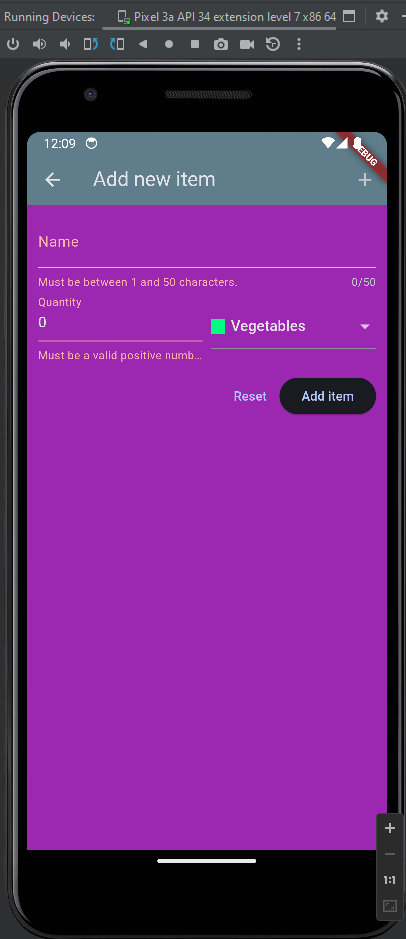 Running Devices: Pixel 3a API 34 extension level 7 x86 64
12:09
DEBUG
Add new item
Name
Must be between 1 and 50 characters. 0/50
Quantity
0
Vegetables
Must be a valid positive numb...
Reset Add item
1:1